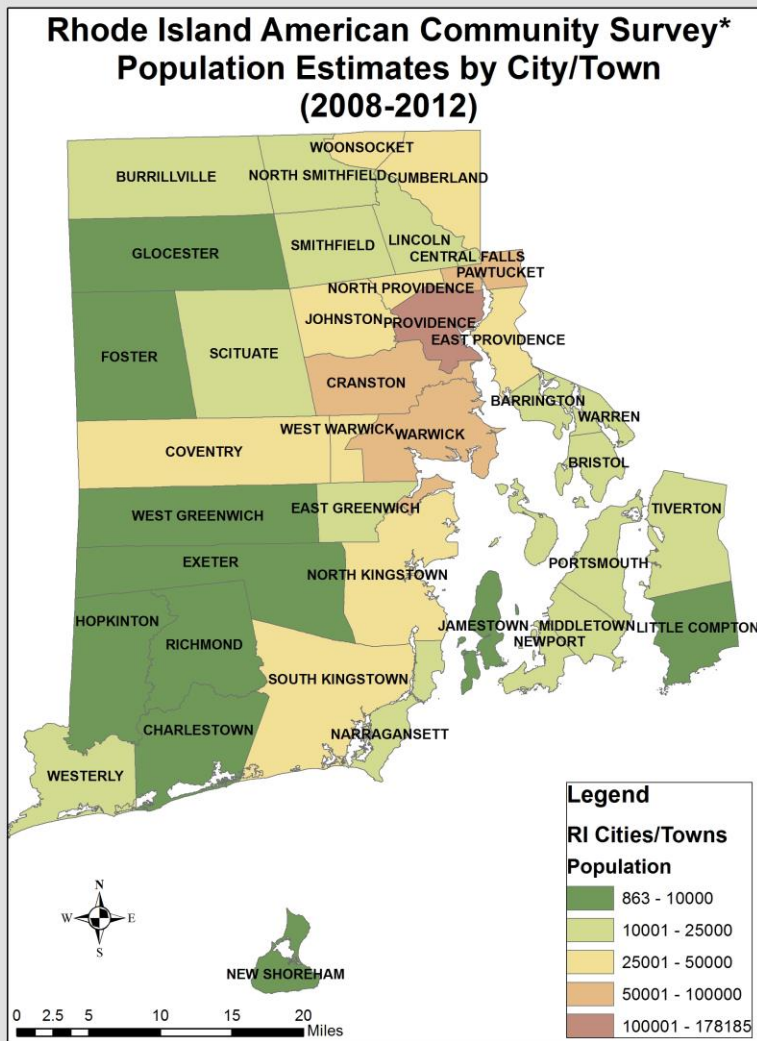 Rhode Island American Community Survey*
Population Estimates by City/Town
(2008-2012)
WOONSOCKET
BURRILLVILLE
NORTH SMITHFIELD
CUMBERLAND
GLOCESTER
SMITHFIELD
LINCOLN
CENTRAL FALLS
PAWTUCKET
NORTH PROVIDENCE
JOHNSTON
PROVIDENCE
EAST PROVIDENCE
FOSTER
SCITUATE
CRANSTON
BARRINGTON
WARREN
COVENTRY
WEST WARWICK
WARWICK
BRISTOL
WEST GREENWICH
EAST GREENWICH
TIVERTON
EXETER
NORTH KINGSTOWN
PORTSMOUTH
HOPKINTON
RICHMOND
JAMESTOWN
MIDDLETOWN
NEWPORT
LITTLE COMPTON
SOUTH KINGSTOWN
CHARLESTOWN
NARRAGANSETT
WESTERLY
NEW SHOREHAM
N
W
E
S
0 2.5 5 10 15 20
Miles
Legend
RI Cities/Towns
Population
863 - 10000
10001 - 25000
25001 - 50000
50001 - 100000
100001 - 178185